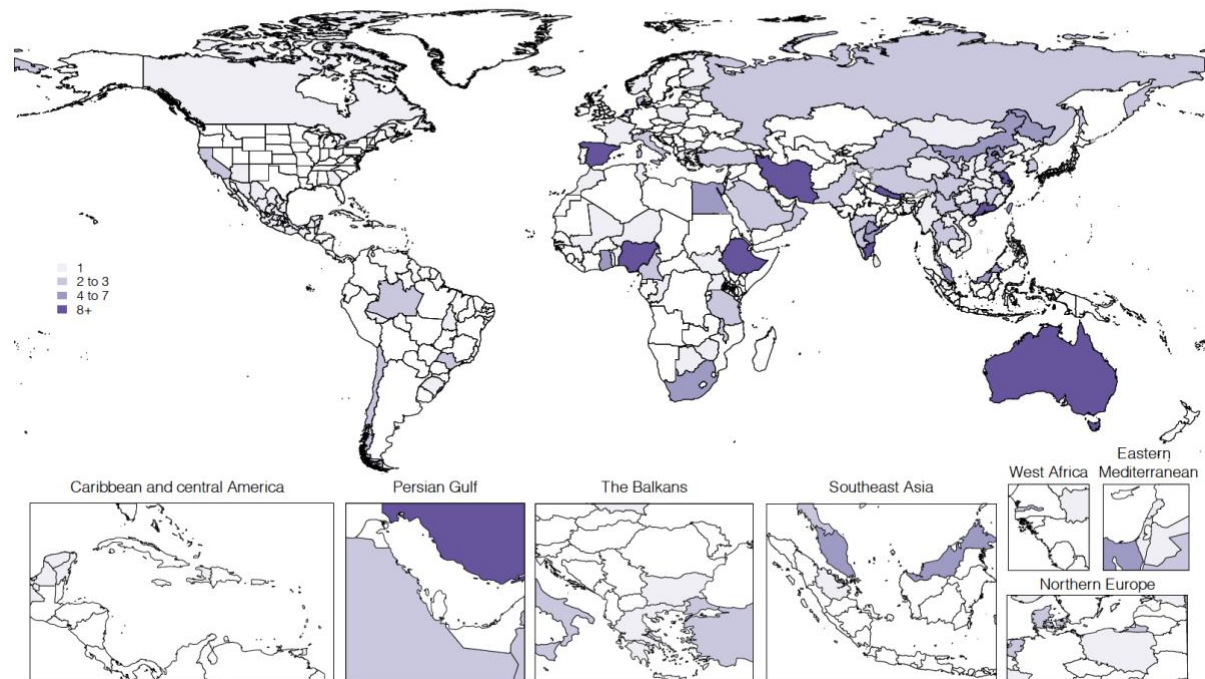 1
2 to 3
4 to 7
8+
Caribbean and central America
Persian Gulf
The Balkans
Southeast Asia
West Africa
Eastern
Mediterranean
Northern Europe